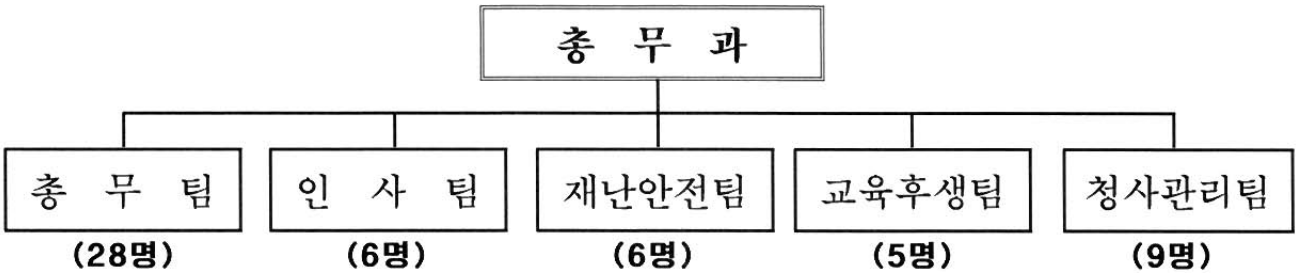 총 무 과
총 무 팀 인 사 팀 재난안전팀 교육후생팀 청사관리팀
(28명) (6명) (6명) (5명) (9명)